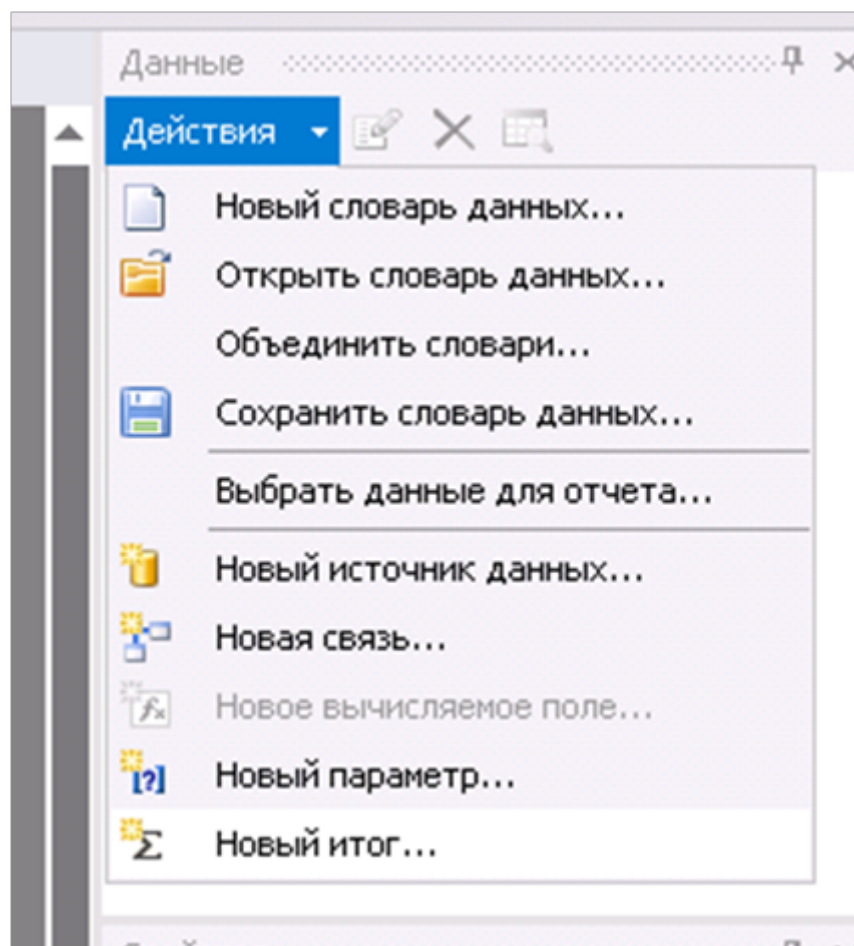 Данные
Действия
Новый словарь данных...
Открыть словарь данных...
Объединить словари...
Сохранить словарь данных...
Выбрать данные для отчета...
Новый источник данных...
Новая связь...
Новое вычисляемое поле...
Новый параметр...
Новый итог...